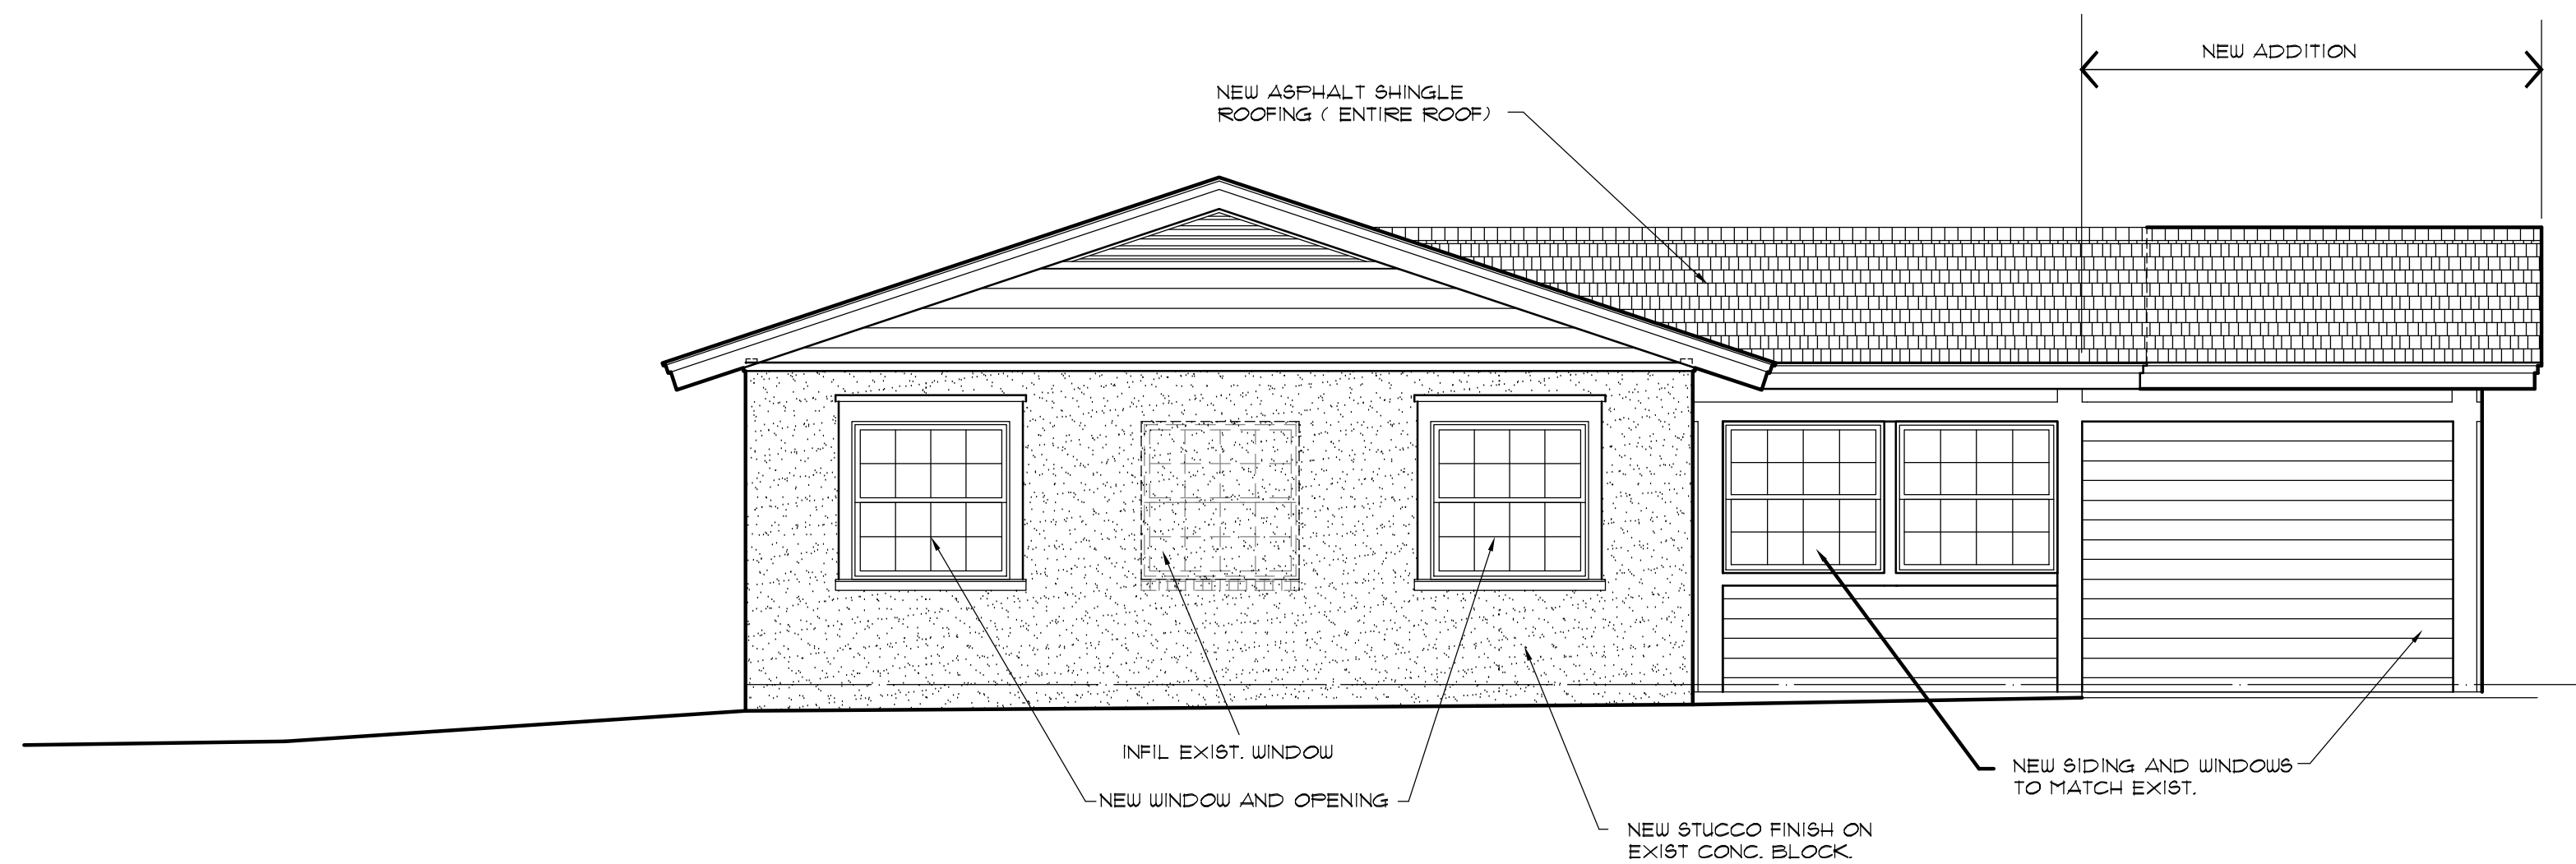 NEW ADDITION
NEW ASPHALT SHINGLE
ROOFING ( ENTIRE ROOF)
INFIL EXIST. WINDOW
NEW WINDOW AND OPENING
NEW SIDING AND WINDOWS
TO MATCH EXIST.
NEW STUCCO FINISH ON
EXIST CONC. BLOCK.